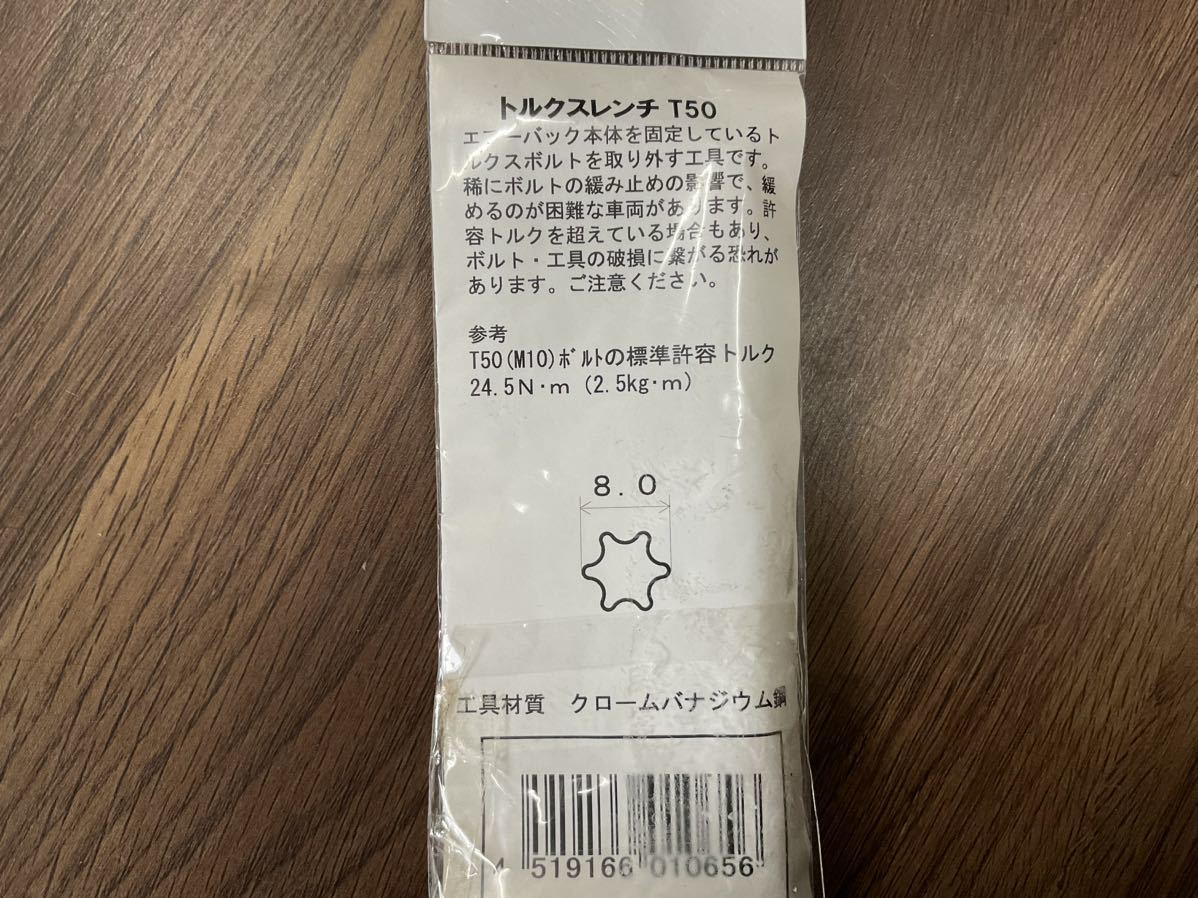 トルクスレンチ T50
エアーバック本体を固定しているト
ルクスボルトを取り外す工具です。
稀にボルトの緩み止めの影響で、緩
めるのが困難な車両があります。許
容トルクを超えている場合もあり、
ボルト・工具の破損に繋がる恐れが
あります。ご注意ください。
参考
T50(M10)ﾎﾞﾙﾄの標準許容トルク
24.5N・m (2.5kg・m)
8.0
工具材質 クロームバナジウム鋼
4 519166 010656